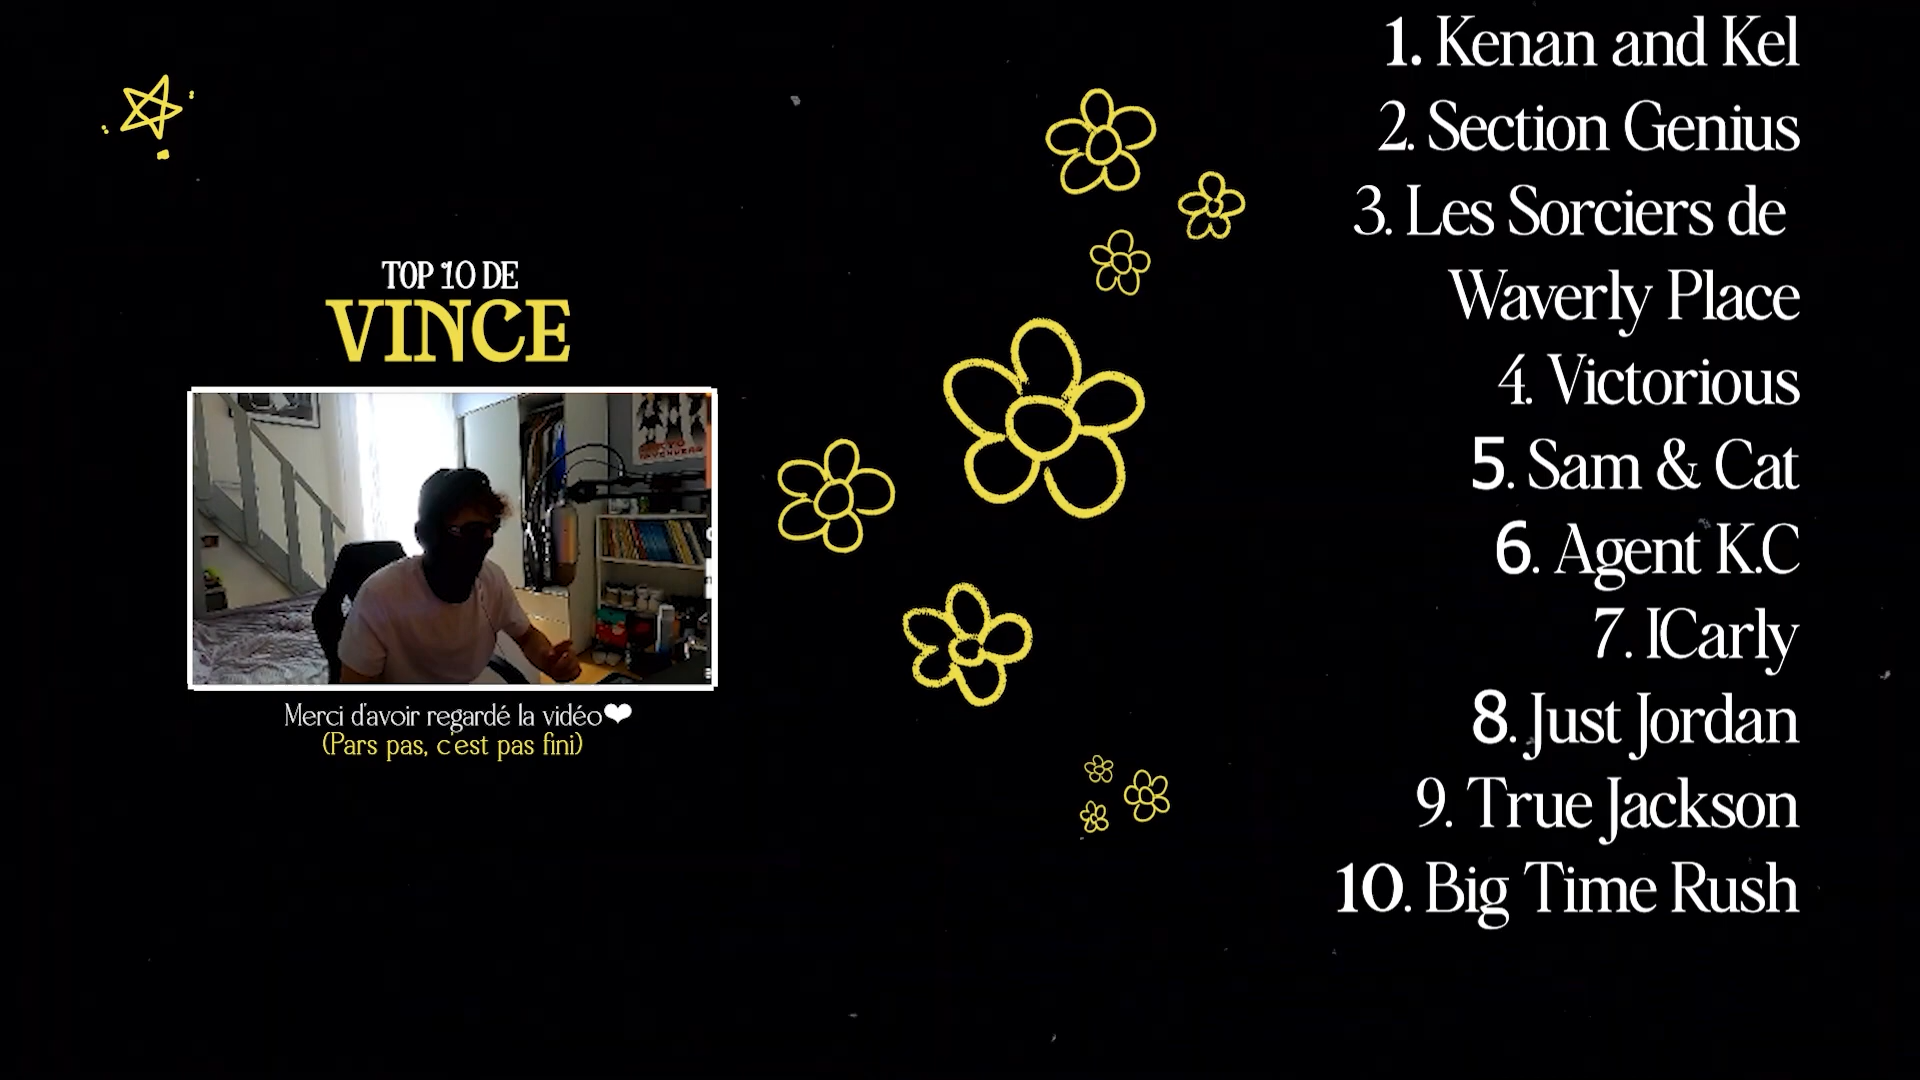 TOP 10 DE
VINCE
Merci d'avoir regardé la vidéo❤
(Pars pas, c'est pas fini)
1. Kenan and Kel
2. Section Genius
3. Les Sorciers de
Waverly Place
4. Victorious
5. Sam & Cat
6. Agent K.C
7. ICarly
8. Just Jordan
9. True Jackson
10. Big Time Rush